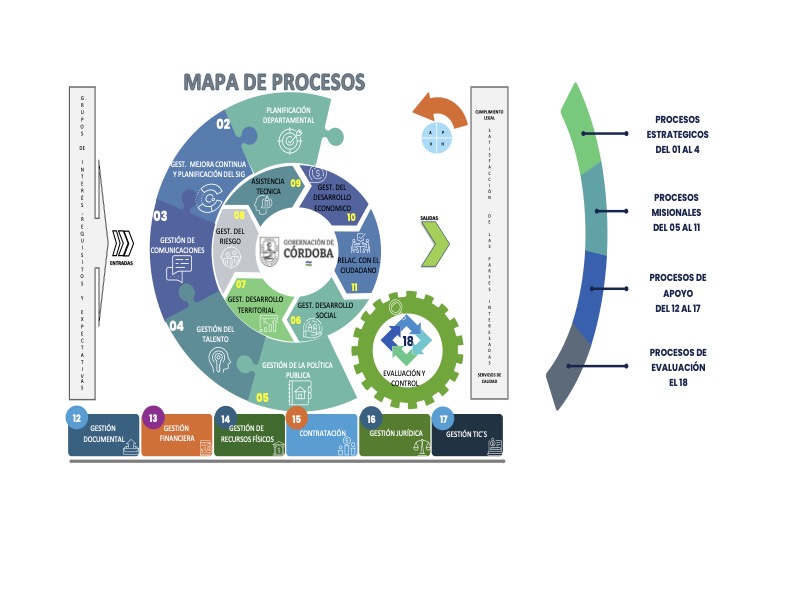 MAPA DE PROCESOS
GRUPOS DE INTERÉS-REQUISITOS Y EXPECTATIVAS
ENTRADAS
PLANIFICACIÓN
DEPARTAMENTAL
02
GEST. MEJORA CONTINUA
Y PLANIFICACIÓN DEL SIG
03
GESTIÓN DE
COMUNICACIONES
04
GESTIÓN DEL
TALENTO
GESTIÓN DE LA POLÍTICA
PUBLICA
05
ASISTENCIA
TECNICA
09
GEST. DEL
DESARROLLO
ECONOMICO
10
08
GEST. DEL
RIESGO
GOBERNACIÓN DE
CÓRDOBA
RELAC. CON EL
CIUDADANO
11
07
GEST. DESARROLLO
TERRITORIAL
GEST. DESARROLLO
SOCIAL
06
18
EVALUACIÓN Y
CONTROL
A P
V H
SALIDAS
CUMPLIMIENTO
LEGAL
SATISFACCIÓN DE LAS PARTES INTERESADAS
SERVICIOS DE
CALIDAD
12
GESTIÓN
DOCUMENTAL
13
GESTIÓN
FINANCIERA
14
GESTIÓN DE
RECURSOS FÍSICOS
15
CONTRATACIÓN
16
GESTIÓN JURÍDICA
17
GESTIÓN TIC´S
PROCESOS
ESTRATEGICOS
DEL 01 AL 4
PROCESOS
MISIONALES
DEL 05 AL 11
PROCESOS DE
APOYO
DEL 12 AL 17
PROCESOS DE
EVALUACIÓN
EL 18